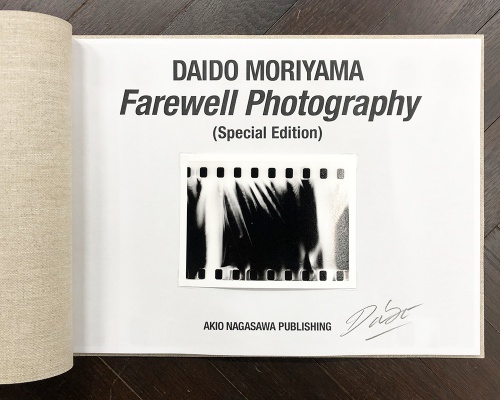 DAIDO MORIYAMA
Farewell Photography
(Special Edition)
AKIO NAGASAWA PUBLISHING
Daido